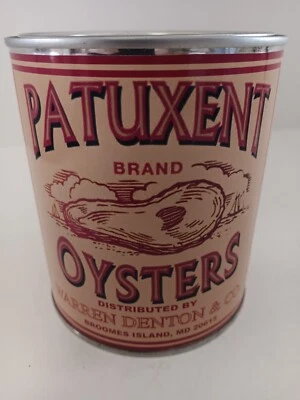 PATUXENT
BRAND
OYSTERS
DISTRIBUTED BY
WARREN DENTON & CO.
BROOMES ISLAND, MD 20615